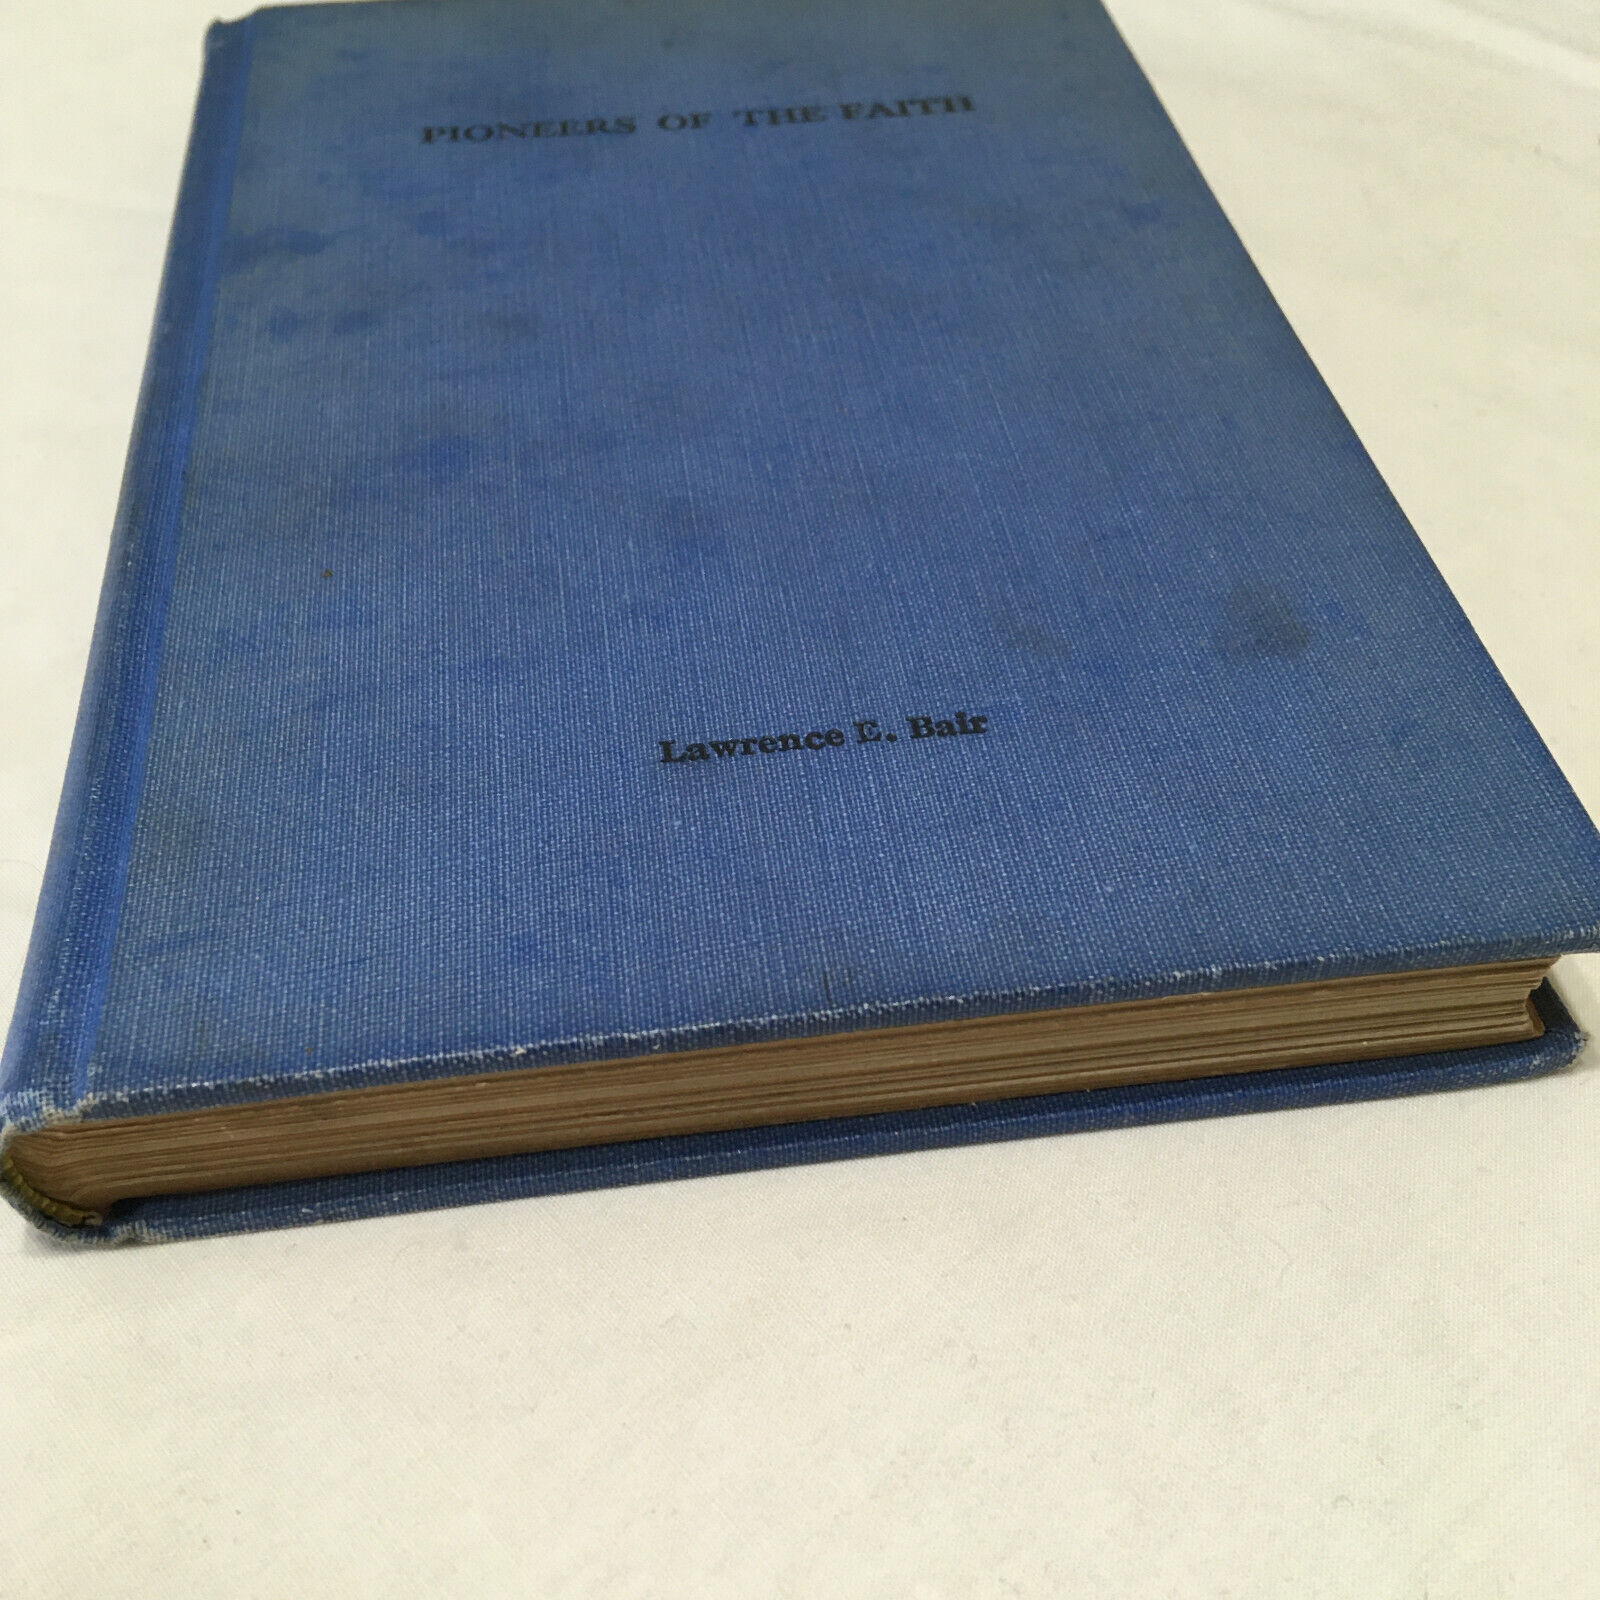 PIONEERS OF THE FAITH
Lawrence E. Bair